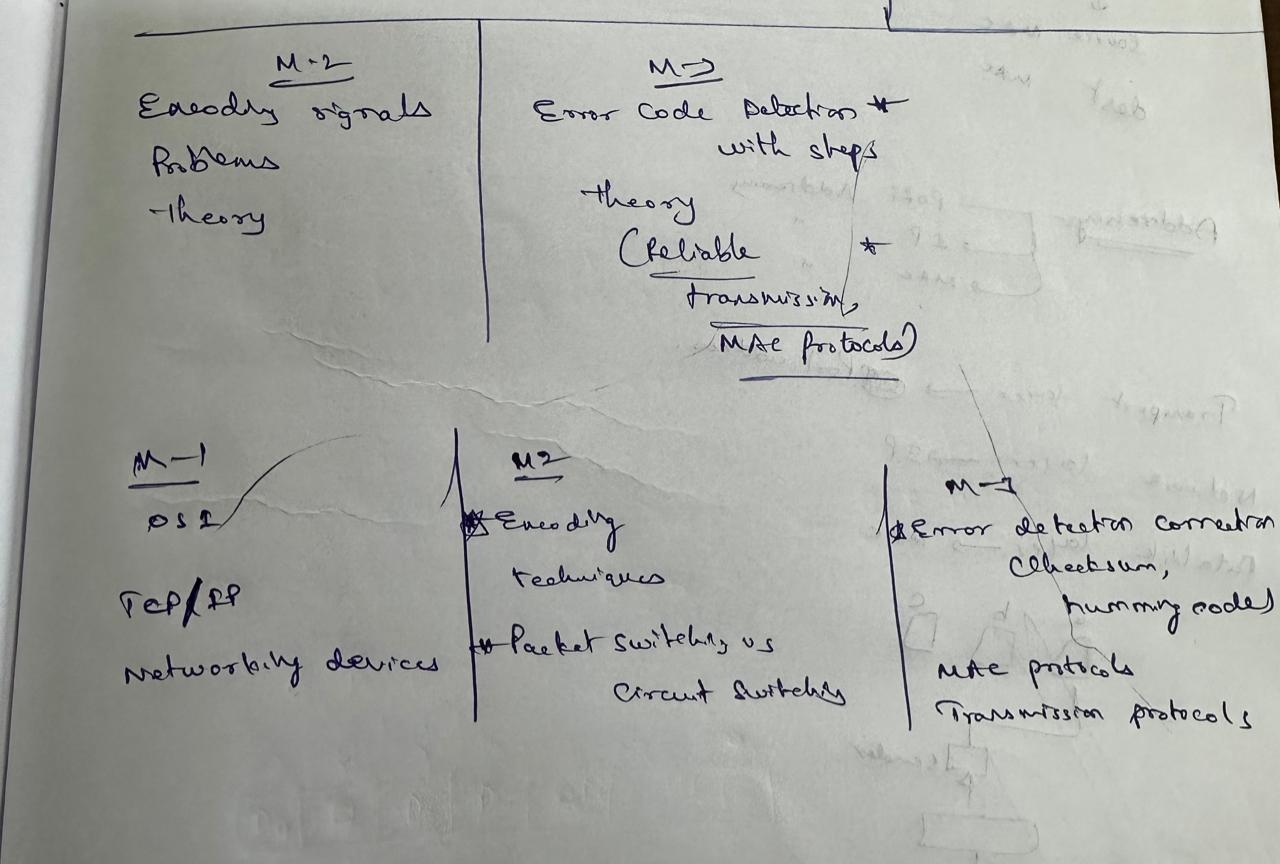 M-2
Encoding signals
Problems
Theory
M-3
Error Code Detection *
with steps
theory
(Reliable *
transmission,
MAC Protocols)
M-1
OSI
TCP/IP
Networking devices
M2
* Encoding
techniques
* Packet switching vs
Circuit Switching
M-3
* Error detection correction
(Checksum,
humming codes)
MAC protocols
Transmission protocols